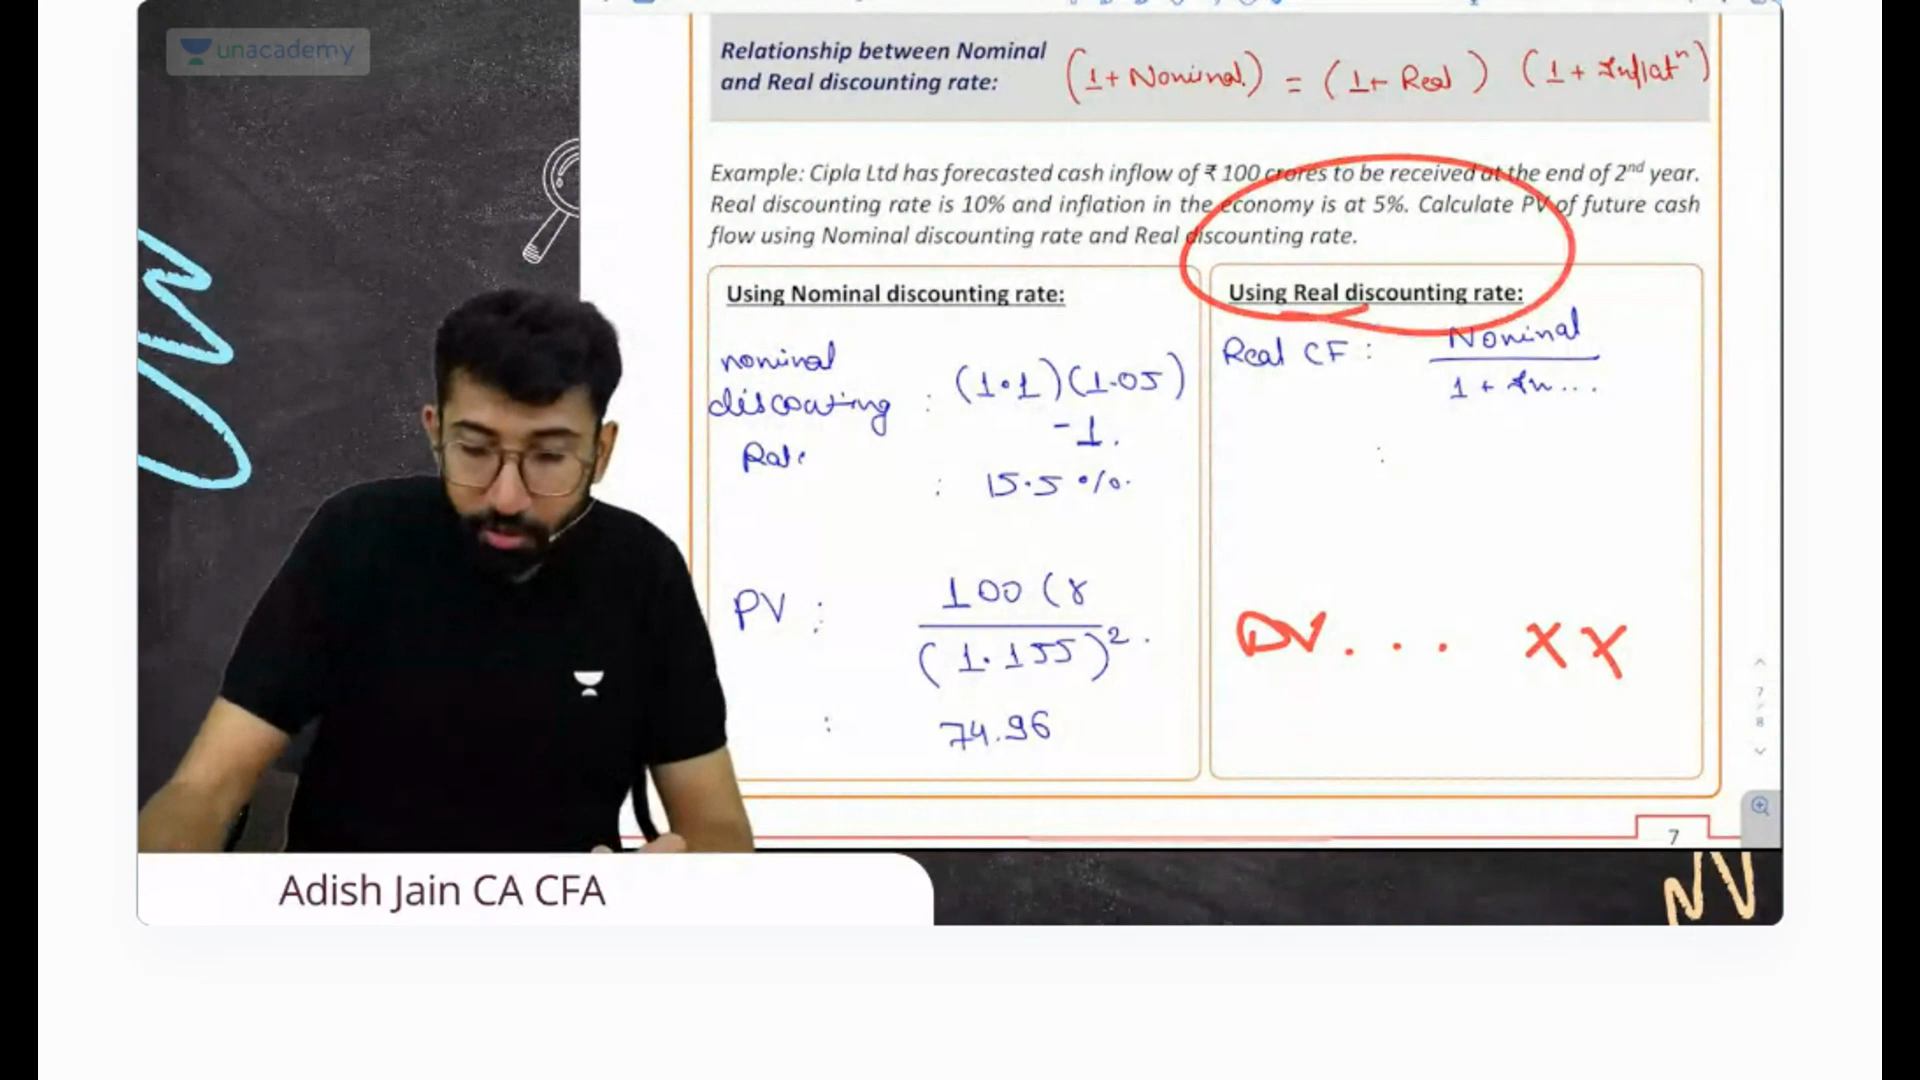 unacademy
Relationship between Nominal
and Real discounting rate:
(1+ Nominal.) = (1+ Real) (1 + Inflatⁿ)
Example: Cipla Ltd has forecasted cash inflow of ₹ 100 crores to be received at the end of 2nd year.
Real discounting rate is 10% and inflation in the economy is at 5%. Calculate PV of future cash
flow using Nominal discounting rate and Real discounting rate.
Using Nominal discounting rate:
nominal
discounting : (1.1)(1.05)
-1.
Rate
: 15.5 %.
PV : 100 Cr
(1.155)².
: 74.96
Using Real discounting rate:
Real CF : Nominal
1 + In...
:
PV... XX
7
/
8
7
Adish Jain CA CFA